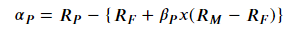 α_P = R_P − {R_F + β_P x(R_M − R_F)}